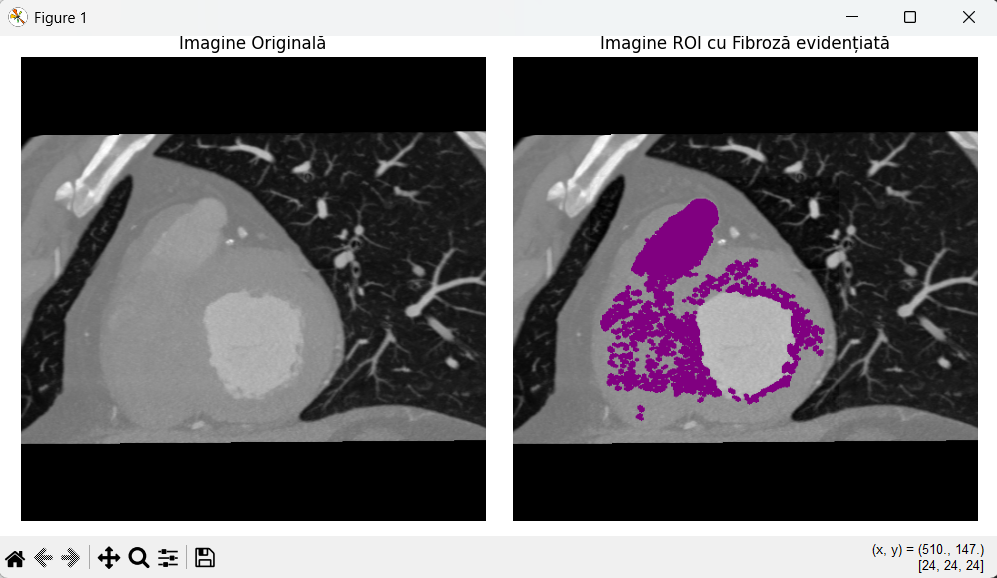 Figure 1
Imagine Originală
Imagine ROI cu Fibroză evidențiată
(x, y) = (510., 147.)
[24, 24, 24]